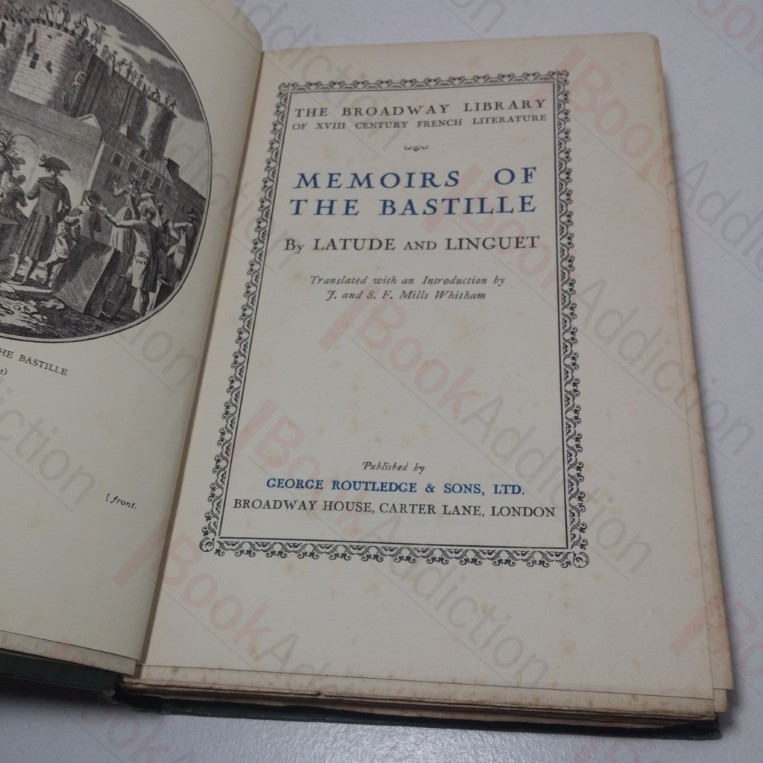 HE BASTILLE
t)
[front.
THE BROADWAY LIBRARY
OF XVIII CENTURY FRENCH LITERATURE
MEMOIRS OF
THE BASTILLE
By LATUDE AND LINGUET
Translated with an Introduction by
J. and S. F. Mills Whitham
Published by
GEORGE ROUTLEDGE & SONS, LTD.
BROADWAY HOUSE, CARTER LANE, LONDON
BookAddiction